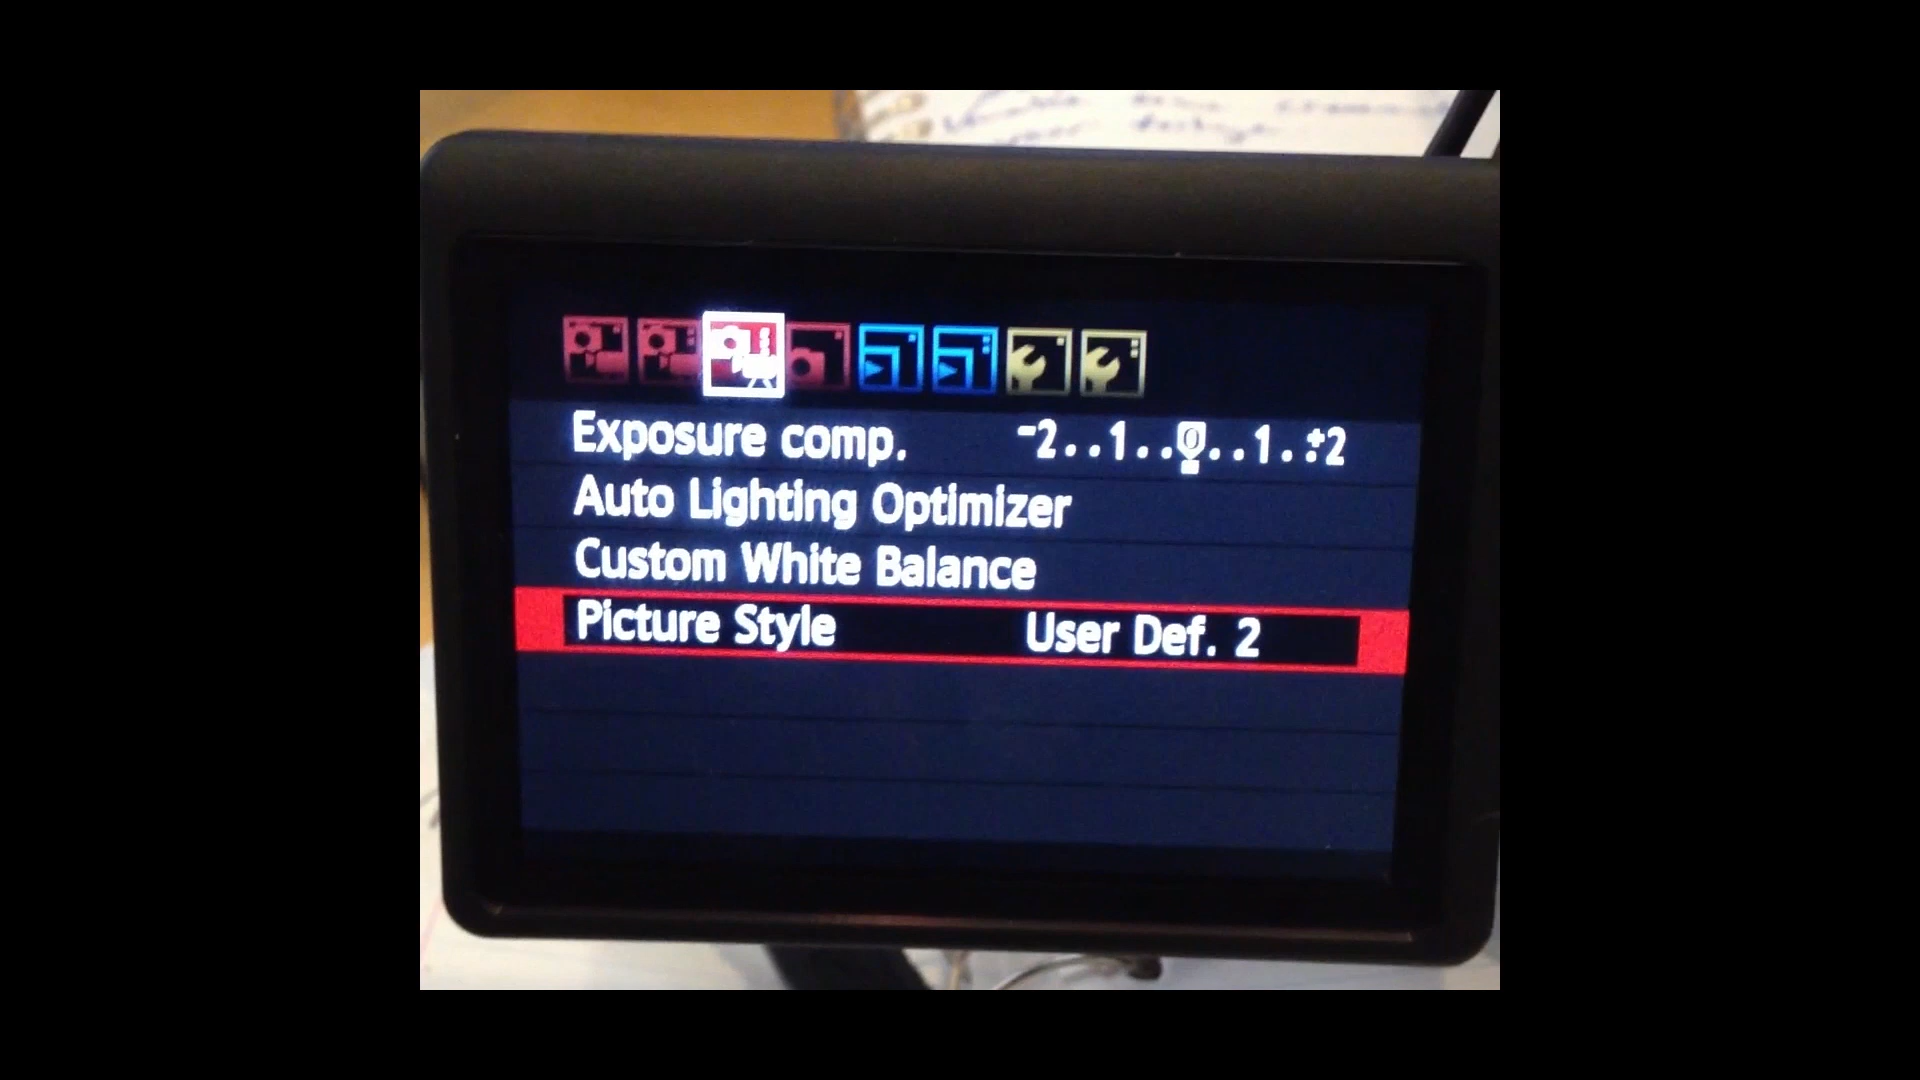 Exposure comp. -2..1..0..1.:+2
Auto Lighting Optimizer
Custom White Balance
Picture Style User Def. 2